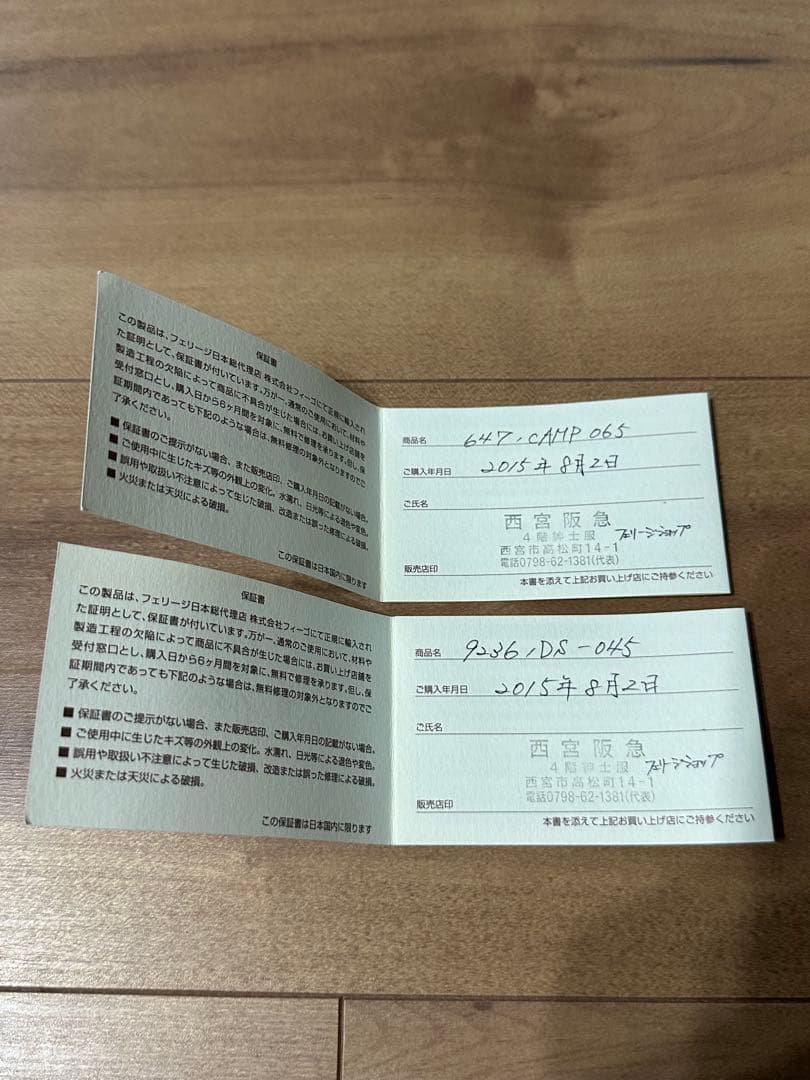 保証書
この製品は、フェリージ日本総代理店 株式会社フィーゴにて正規に輸入され
た証明として、保証書が付いています。万が一、通常のご使用において、材料や
製造工程の欠陥によって商品に不具合が生じた場合には、お買い上げ店舗を
受付窓口とし、購入日から6ヶ月間を対象に、無料で修理を承ります。但し、保
証期間内であっても下記のような場合は、無料修理の対象外となりますのでご
了承ください。
■ 保証書のご提示がない場合、また販売店印、ご購入年月日の記載がない場合。
■ ご使用中に生じたキズ等の外観上の変化。水濡れ、日光等による退色や変色。
■ 誤用や取扱い不注意によって生じた破損、改造または誤った修理による破損。
■ 火災または天災による破損。
この保証書は日本国内に限ります
商品名 647,CAMP 065
ご購入年月日 2015年8月2日
ご氏名
西宮阪急
4階紳士服 フェリージショップ
西宮市高松町14-1
電話0798-62-1381(代表)
販売店印
本書を添えて上記お買い上げ店にご持参ください
保証書
この製品は、フェリージ日本総代理店 株式会社フィーゴにて正規に輸入され
た証明として、保証書が付いています。万が一、通常のご使用において、材料や
製造工程の欠陥によって商品に不具合が生じた場合には、お買い上げ店舗を
受付窓口とし、購入日から6ヶ月間を対象に、無料で修理を承ります。但し、保
証期間内であっても下記のような場合は、無料修理の対象外となりますのでご
了承ください。
■ 保証書のご提示がない場合、また販売店印、ご購入年月日の記載がない場合。
■ ご使用中に生じたキズ等の外観上の変化。水濡れ、日光等による退色や変色。
■ 誤用や取扱い不注意によって生じた破損、改造または誤った修理による破損。
■ 火災または天災による破損。
この保証書は日本国内に限ります
商品名 9236,DS-045
ご購入年月日 2015年8月2日
ご氏名
西宮阪急
4階紳士服 フェリージショップ
西宮市高松町14-1
電話0798-62-1381(代表)
販売店印
本書を添えて上記お買い上げ店にご持参ください